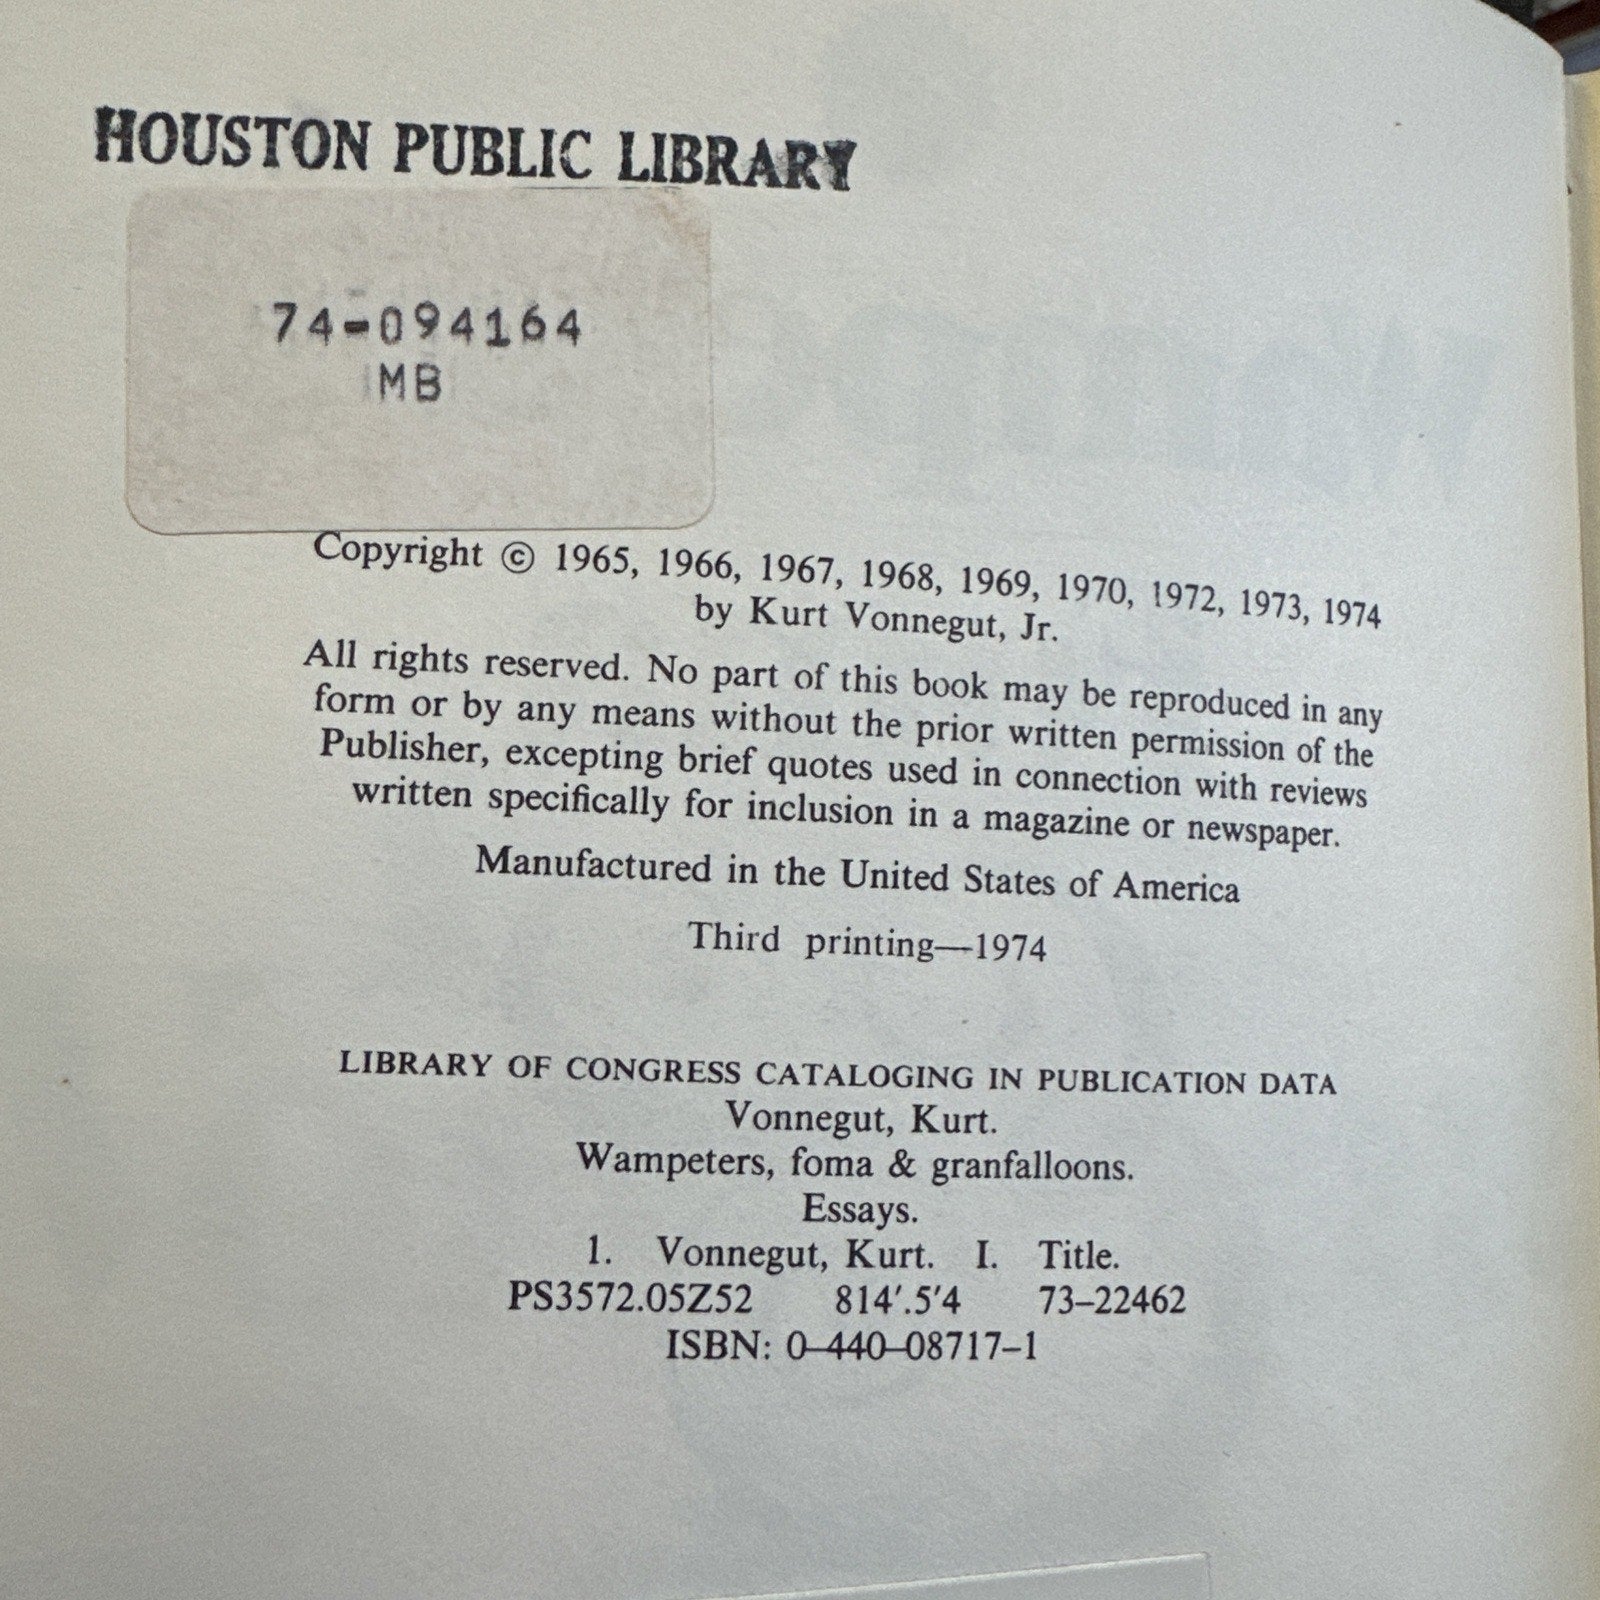 HOUSTON PUBLIC LIBRARY
74-094164
MB
Copyright © 1965, 1966, 1967, 1968, 1969, 1970, 1972, 1973, 1974
by Kurt Vonnegut, Jr.
All rights reserved. No part of this book may be reproduced in any
form or by any means without the prior written permission of the
Publisher, excepting brief quotes used in connection with reviews
written specifically for inclusion in a magazine or newspaper.
Manufactured in the United States of America
Third printing—1974
LIBRARY OF CONGRESS CATALOGING IN PUBLICATION DATA
Vonnegut, Kurt.
Wampeters, foma & granfalloons.
Essays.
1. Vonnegut, Kurt. I. Title.
PS3572.05Z52 814′.5′4 73–22462
ISBN: 0–440–08717–1